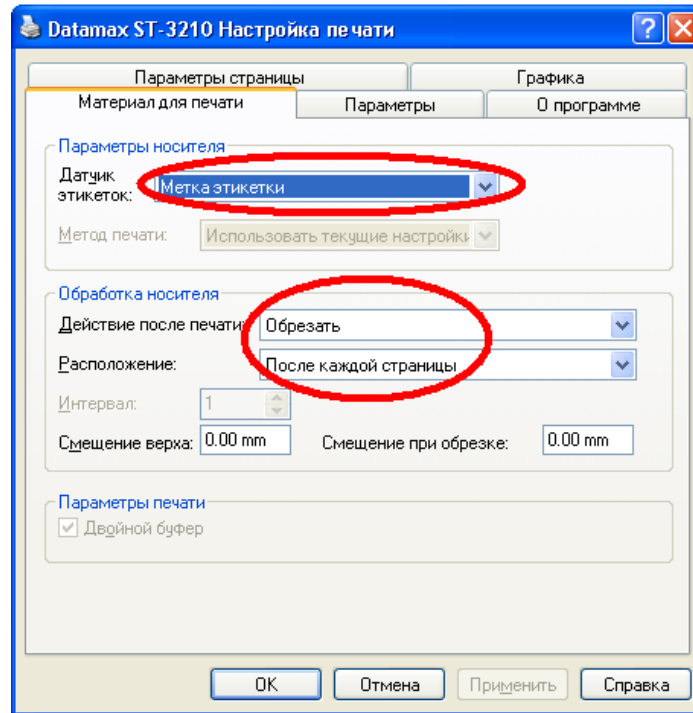 Datamax ST-3210 Настройка печати
Параметры страницы
Графика
Материал для печати
Параметры
О программе
Параметры носителя
Датчик
этикеток:
Метка этикетки
Метод печати:
Использовать текущие настройки
Обработка носителя
Действие после печати:
Обрезать
Расположение:
После каждой страницы
Интервал:
1
Смещение верха:
0.00 mm
Смещение при обрезке:
0.00 mm
Параметры печати
Двойной буфер
OK
Отмена
Применить
Справка